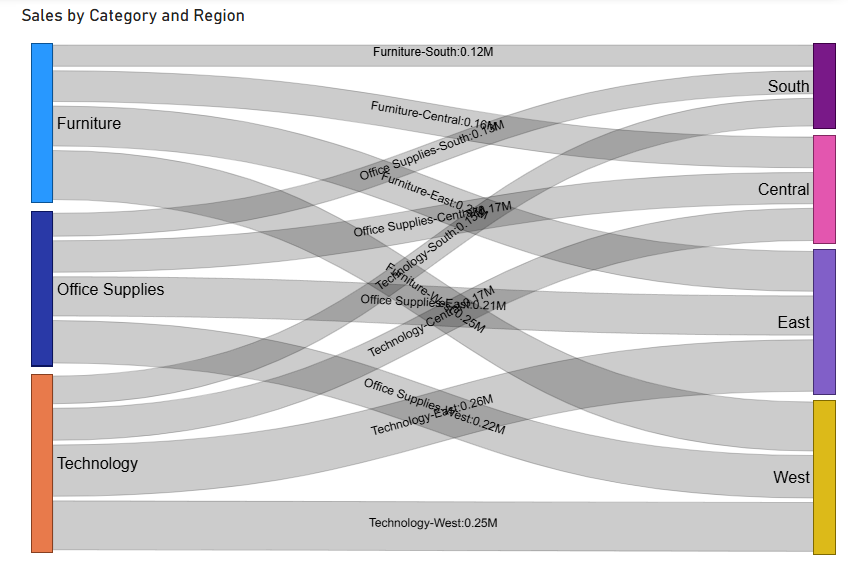 Sales by Category and Region
Furniture-South:0.12M
South
Furniture-Central:0.16M
Furniture
Office Supplies-South:0.13M
Furniture-East:0.2
Central
Office Supplies-Central:0.17M
Technology-South:0.15M
Furniture-West:0.25M
Office Supplies
Office Supplies-East:0.21M
Technology-Central:0.17M
East
Office Supplies-West:0.22M
Technology-East:0.26M
Technology
West
Technology-West:0.25M